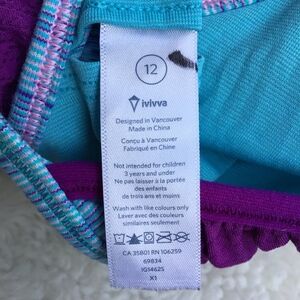 12
ivivva
Designed in Vancouver
Made in China
Conçu à Vancouver
Fabriqué en Chine
Not intended for children
3 years and under
Ne pas laisser à la portée
des enfants
de trois ans et moins
Wash with like colours only
Laver avec des couleurs
similaires seulement
CA 35801 RN 106259
69834
IG1462S
X1